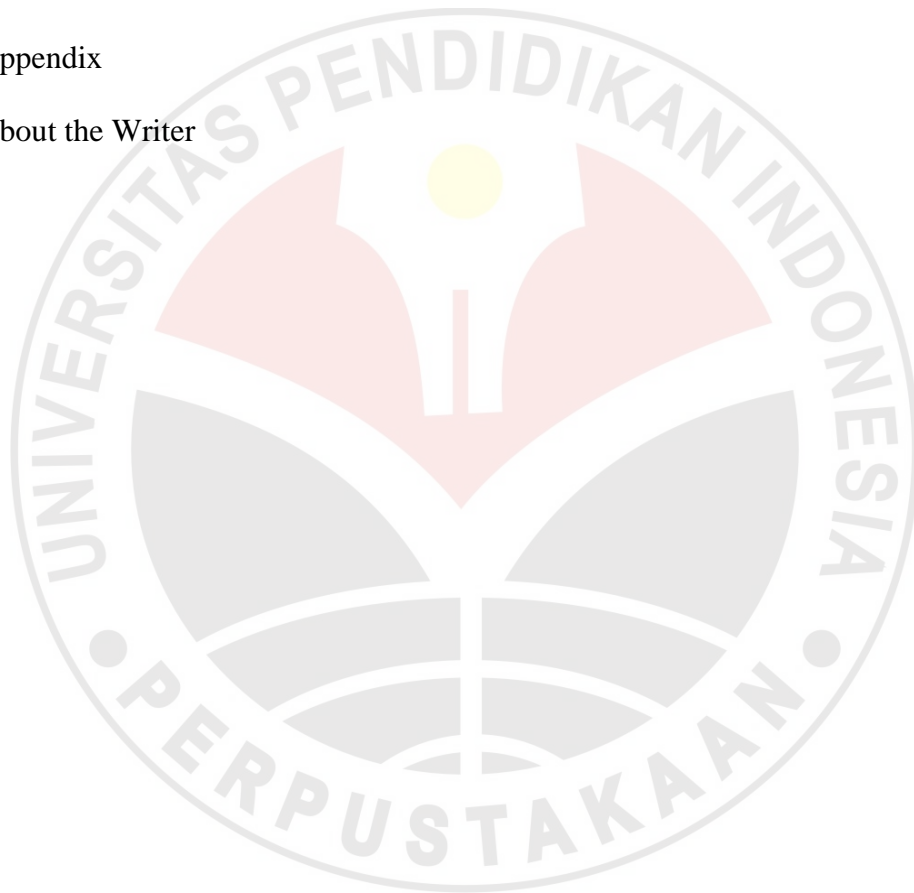 ppendix
bout the Writer
UNIVERSITAS PENDIDIKAN INDONESIA
PERPUSTAKAAN